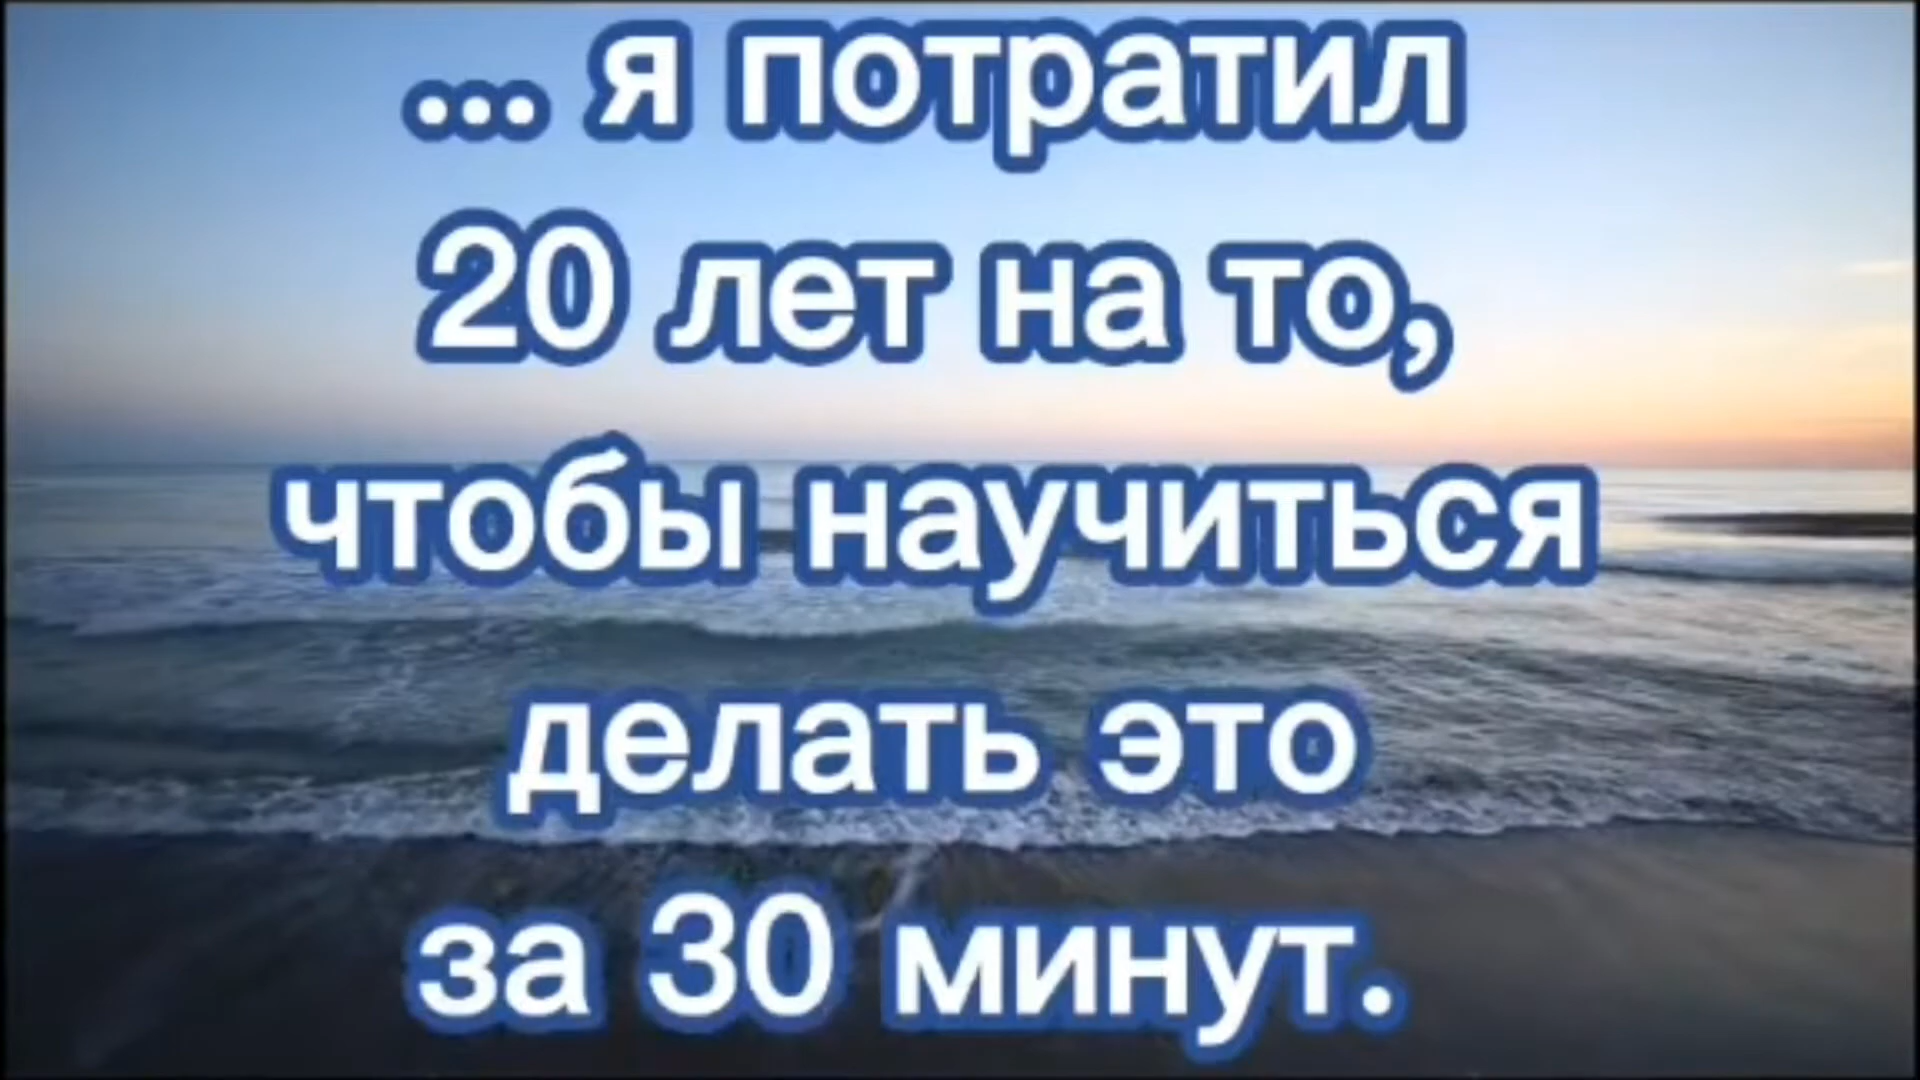 ... я потратил
20 лет на то,
чтобы научиться
делать это
за 30 минут.